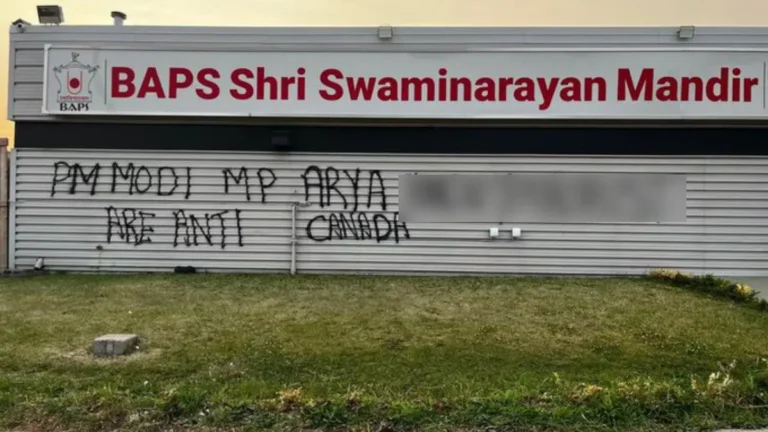 BAPS Shri Swaminarayan Mandir
BAPS
PM MODI MP ARYA
ARE ANTI CANADA